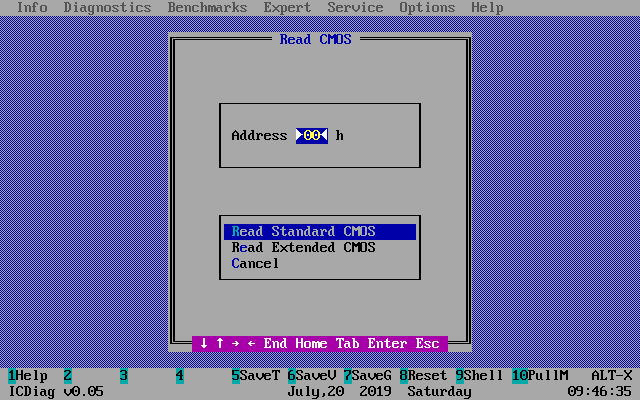 Info Diagnostics Benchmarks Expert Service Options Help
Read CMOS
Address 00 h
Read Standard CMOS
Read Extended CMOS
Cancel
↓ ↑ → ← End Home Tab Enter Esc
1Help 2 3 4 5SaveT 6SaveV 7SaveG 8Reset 9Shell 10PullM ALT-X
ICDiag v0.05 July,20 2019 Saturday 09:46:35